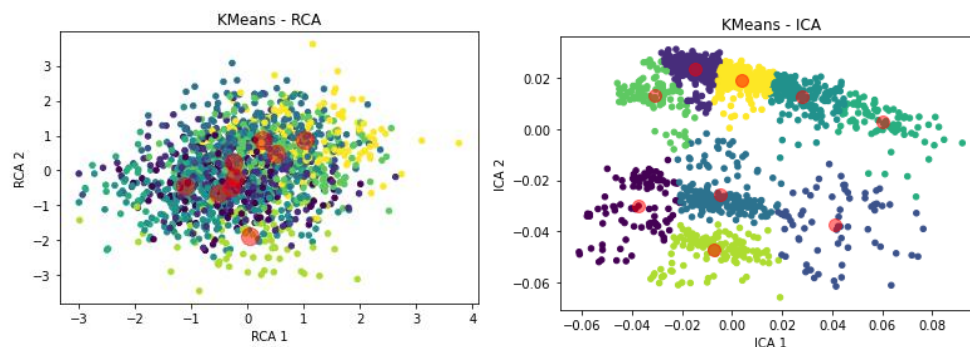 KMeans - RCA
3
2
1
0
−1
−2
−3
RCA 2
−3 −2 −1 0 1 2 3 4
RCA 1
KMeans - ICA
0.02
0.00
−0.02
−0.04
−0.06
ICA 2
−0.06 −0.04 −0.02 0.00 0.02 0.04 0.06 0.08
ICA 1